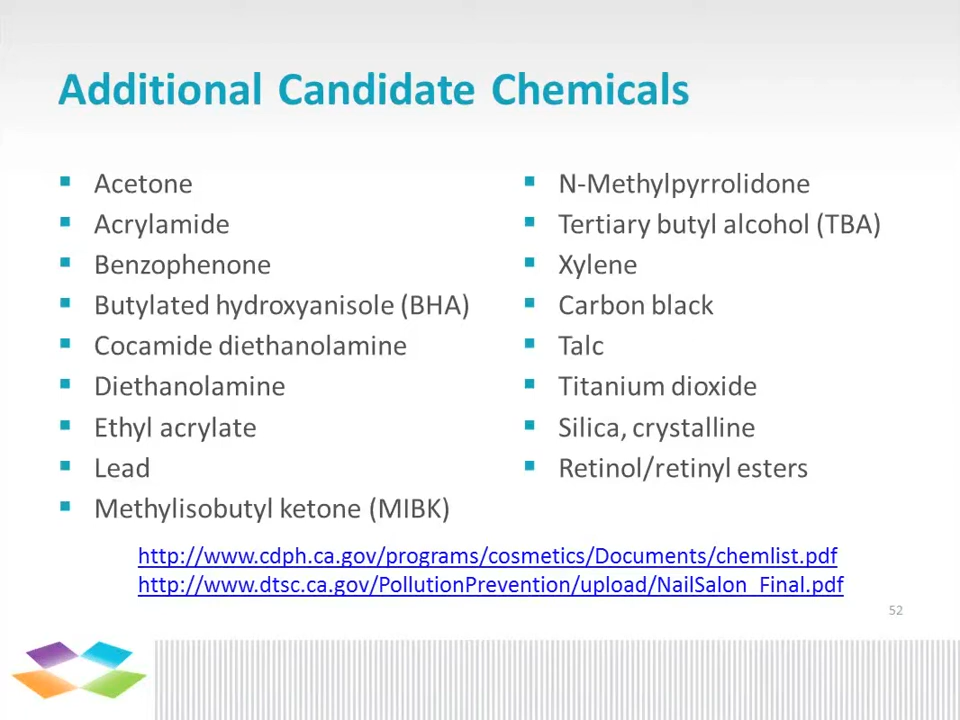 Additional Candidate Chemicals
Acetone
Acrylamide
Benzophenone
Butylated hydroxyanisole (BHA)
Cocamide diethanolamine
Diethanolamine
Ethyl acrylate
Lead
Methylisobutyl ketone (MIBK)
N-Methylpyrrolidone
Tertiary butyl alcohol (TBA)
Xylene
Carbon black
Talc
Titanium dioxide
Silica, crystalline
Retinol/retinyl esters
http://www.cdph.ca.gov/programs/cosmetics/Documents/chemlist.pdf
http://www.dtsc.ca.gov/PollutionPrevention/upload/NailSalon_Final.pdf
52